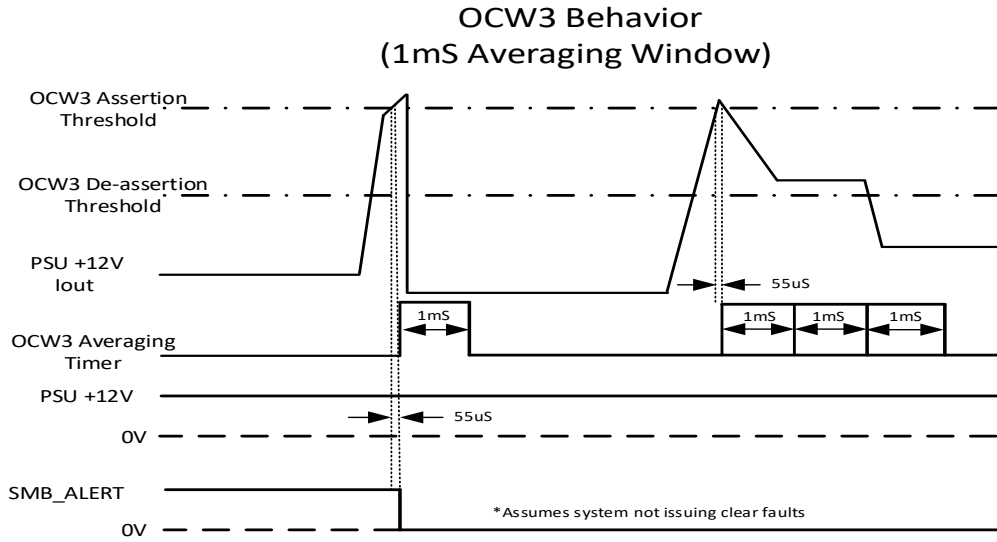 OCW3 Behavior
(1mS Averaging Window)
OCW3 Assertion
Threshold
OCW3 De-assertion
Threshold
PSU +12V
Iout
55uS
1mS
1mS
1mS
1mS
OCW3 Averaging
Timer
PSU +12V
55uS
0V
SMB_ALERT
*Assumes system not issuing clear faults
0V